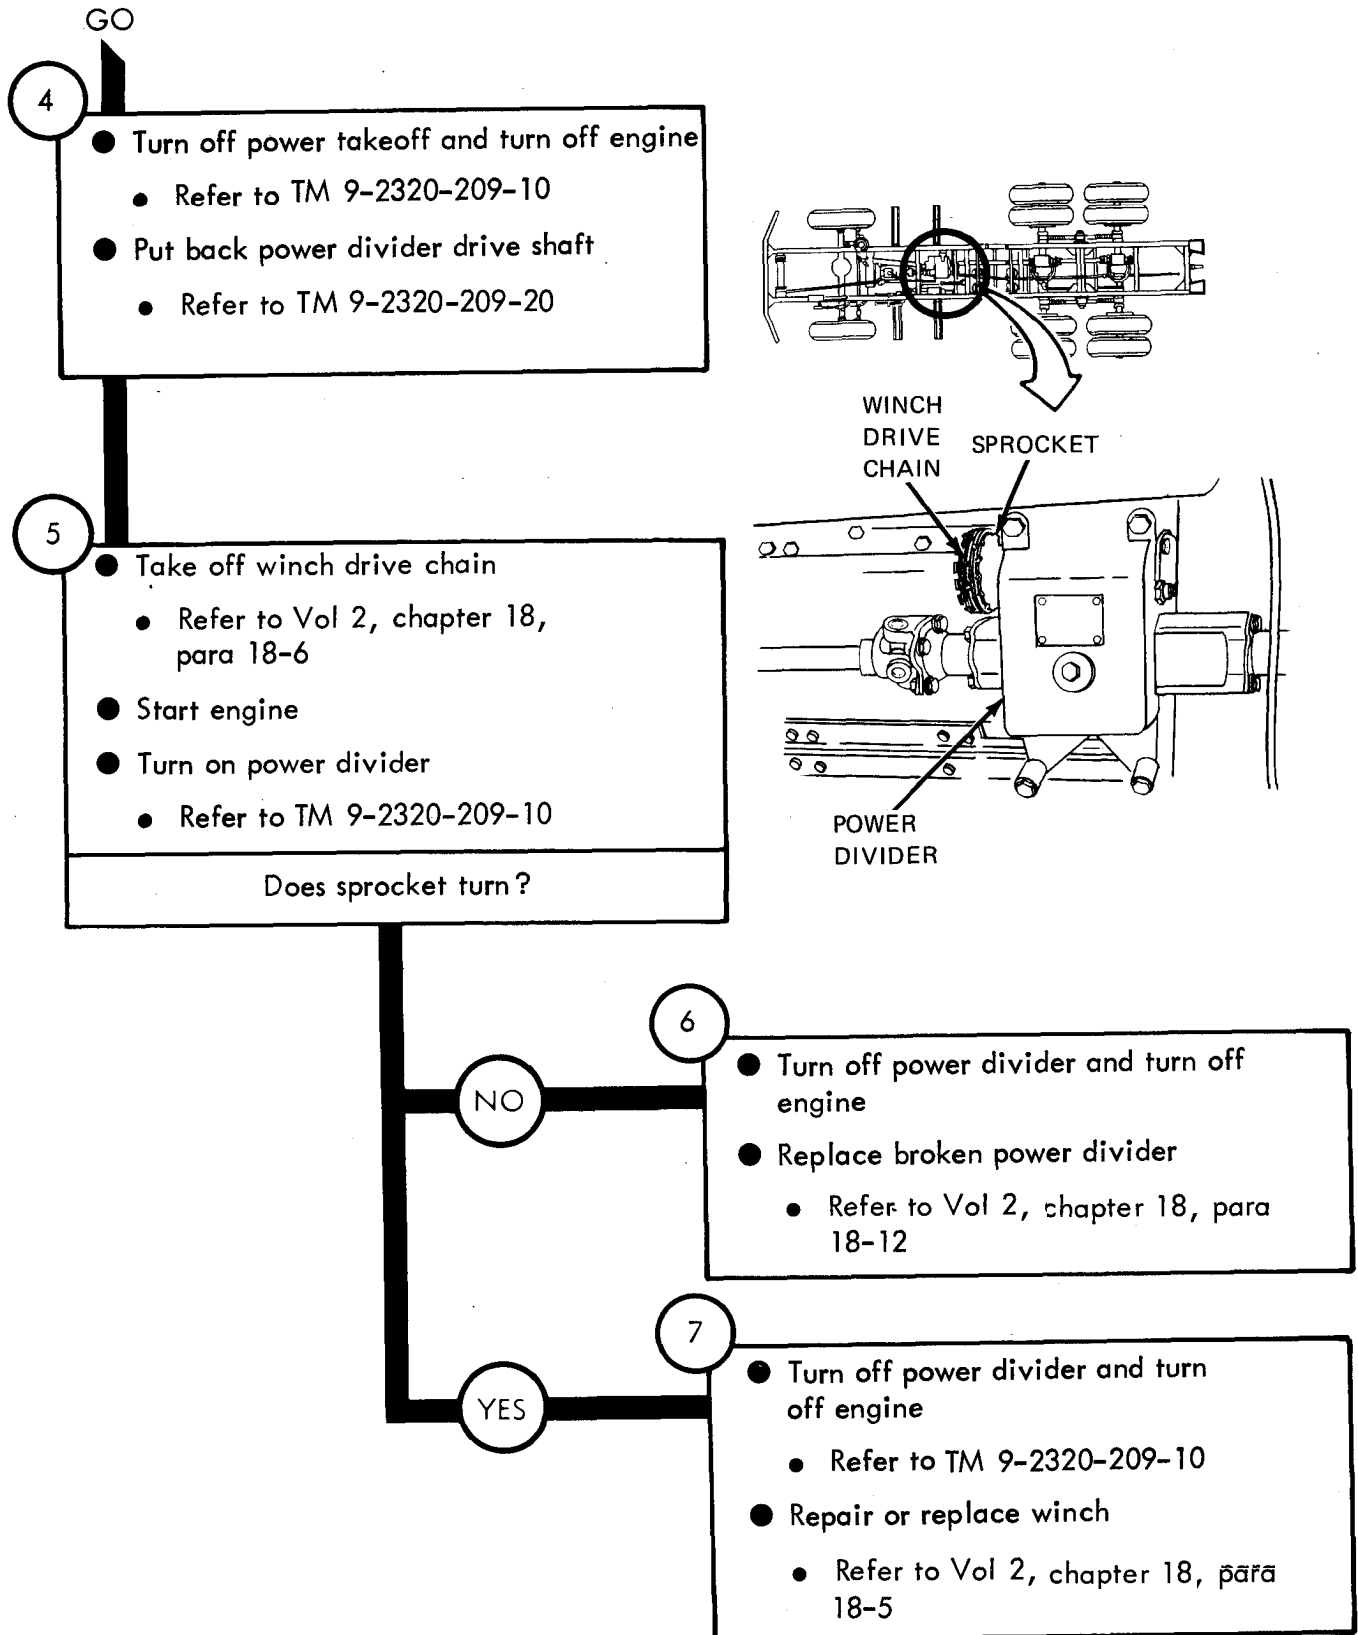 GO
4
● Turn off power takeoff and turn off engine
• Refer to TM 9-2320-209-10
● Put back power divider drive shaft
• Refer to TM 9-2320-209-20
WINCH
DRIVE
CHAIN
SPROCKET
POWER
DIVIDER
5
● Take off winch drive chain
• Refer to Vol 2, chapter 18,
para 18-6
● Start engine
● Turn on power divider
• Refer to TM 9-2320-209-10
Does sprocket turn?
NO
6
● Turn off power divider and turn off
engine
● Replace broken power divider
• Refer to Vol 2, chapter 18, para
18-12
YES
7
● Turn off power divider and turn
off engine
• Refer to TM 9-2320-209-10
● Repair or replace winch
• Refer to Vol 2, chapter 18, para
18-5